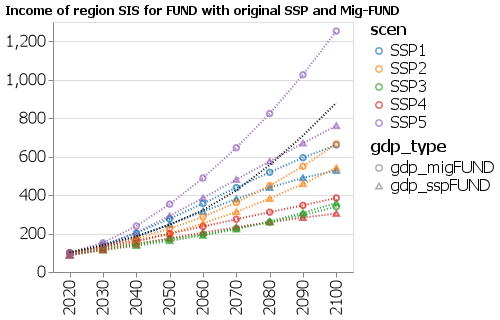 Income of region SIS for FUND with original SSP and Mig-FUND
1,200
1,000
800
600
400
200
0
2020
2030
2040
2050
2060
2070
2080
2090
2100
scen
SSP1
SSP2
SSP3
SSP4
SSP5
gdp_type
gdp_migFUND
gdp_sspFUND